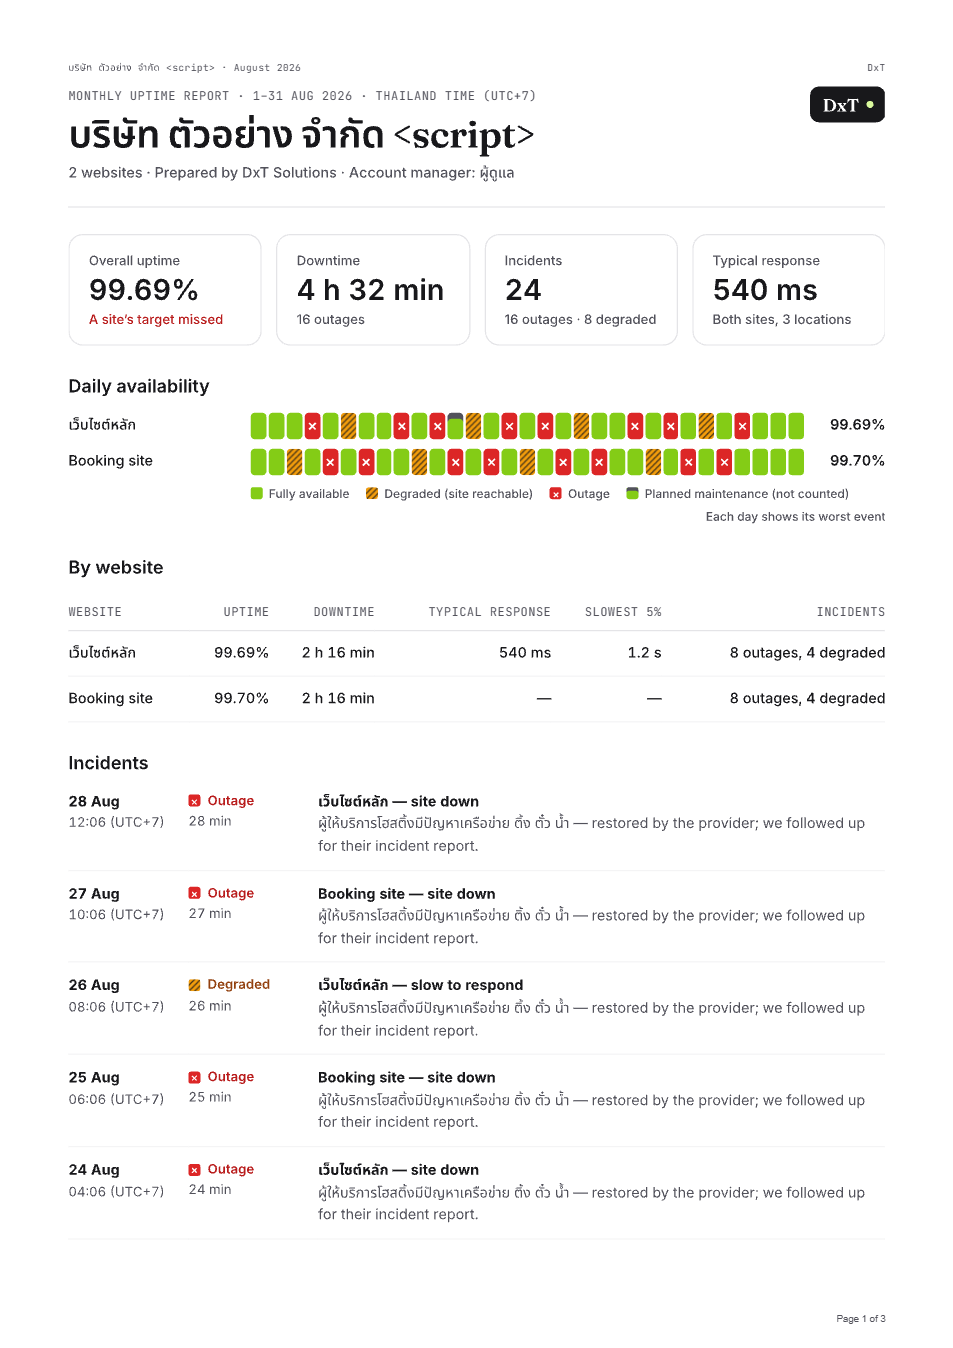 บริษัท ตัวอย่าง จำกัด <script> · August 2026
DxT
MONTHLY UPTIME REPORT · 1–31 AUG 2026 · THAILAND TIME (UTC+7)
DxT
บริษัท ตัวอย่าง จำกัด <script>
2 websites · Prepared by DxT Solutions · Account manager: ผู้ดูแล
Overall uptime
99.69%
A site’s target missed
Downtime
4 h 32 min
16 outages
Incidents
24
16 outages · 8 degraded
Typical response
540 ms
Both sites, 3 locations
Daily availability
เว็บไซต์หลัก 99.69%
Booking site 99.70%
Fully available Degraded (site reachable) Outage Planned maintenance (not counted)
Each day shows its worst event
By website
WEBSITE UPTIME DOWNTIME TYPICAL RESPONSE SLOWEST 5% INCIDENTS
เว็บไซต์หลัก 99.69% 2 h 16 min 540 ms 1.2 s 8 outages, 4 degraded
Booking site 99.70% 2 h 16 min — — 8 outages, 4 degraded
Incidents
28 Aug Outage เว็บไซต์หลัก — site down
12:06 (UTC+7) 28 min ผู้ให้บริการโฮสติ้งมีปัญหาเครือข่าย ติ้ง ตั๋ว น้ำ — restored by the provider; we followed up
for their incident report.
27 Aug Outage Booking site — site down
10:06 (UTC+7) 27 min ผู้ให้บริการโฮสติ้งมีปัญหาเครือข่าย ติ้ง ตั๋ว น้ำ — restored by the provider; we followed up
for their incident report.
26 Aug Degraded เว็บไซต์หลัก — slow to respond
08:06 (UTC+7) 26 min ผู้ให้บริการโฮสติ้งมีปัญหาเครือข่าย ติ้ง ตั๋ว น้ำ — restored by the provider; we followed up
for their incident report.
25 Aug Outage Booking site — site down
06:06 (UTC+7) 25 min ผู้ให้บริการโฮสติ้งมีปัญหาเครือข่าย ติ้ง ตั๋ว น้ำ — restored by the provider; we followed up
for their incident report.
24 Aug Outage เว็บไซต์หลัก — site down
04:06 (UTC+7) 24 min ผู้ให้บริการโฮสติ้งมีปัญหาเครือข่าย ติ้ง ตั๋ว น้ำ — restored by the provider; we followed up
for their incident report.
Page 1 of 3